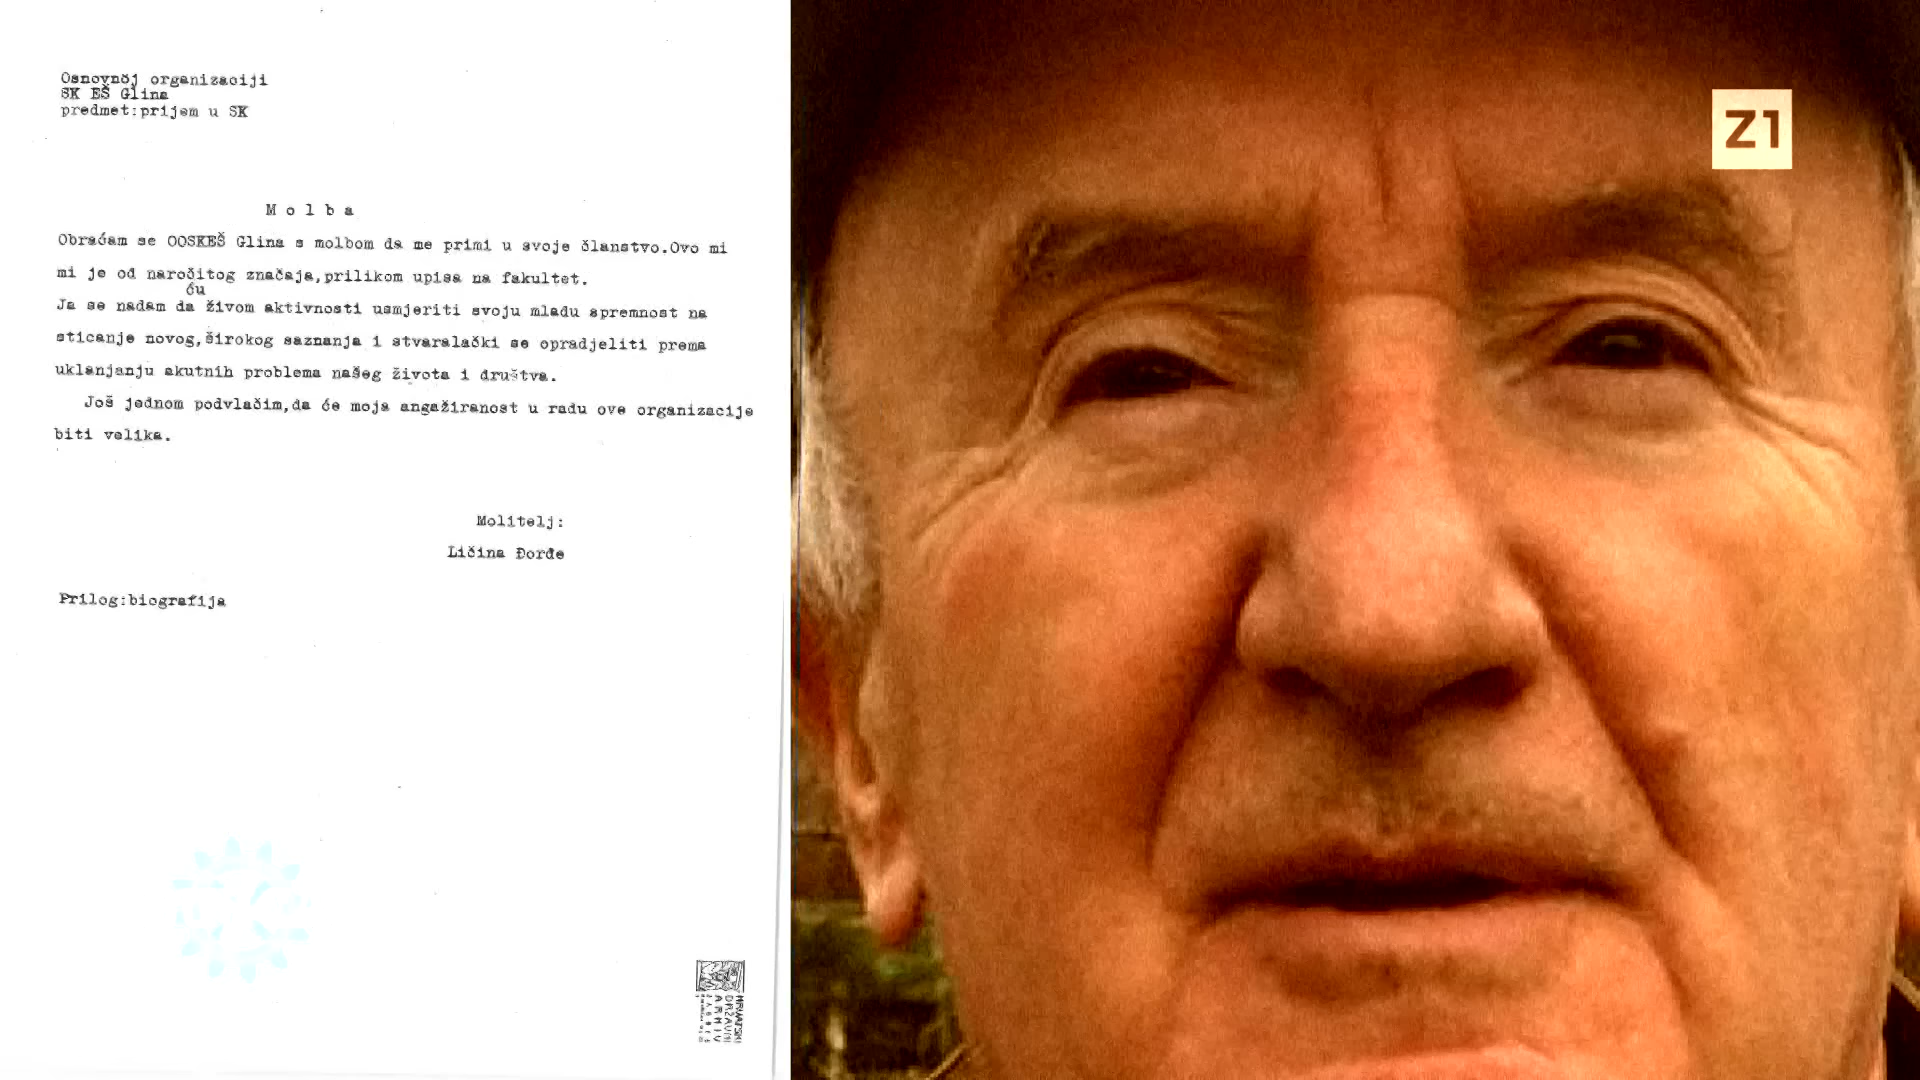 Osnovnoj organizaciji
SK EŠ Glina
predmet:prijem u SK
M o l b a
Obraćam se OOSKEŠ Glina s molbom da me primi u svoje članstvo.Ovo mi
mi je od naročitog značaja,prilikom upisa na fakultet.
ću
Ja se nadam da živom aktivnosti usmjeriti svoju mladu spremnost na
sticanje novog,širokog saznanja i stvaralački se opradjeliti prema
uklanjanju akutnih problema našeg života i društva.
Još jednom podvlačim,da će moja angažiranost u radu ove organizacije
biti velika.
Molitelj:
Ličina Đorđe
Prilog:biografija
HRVATSKI
DRŽAVNI
ARHIV
Z1